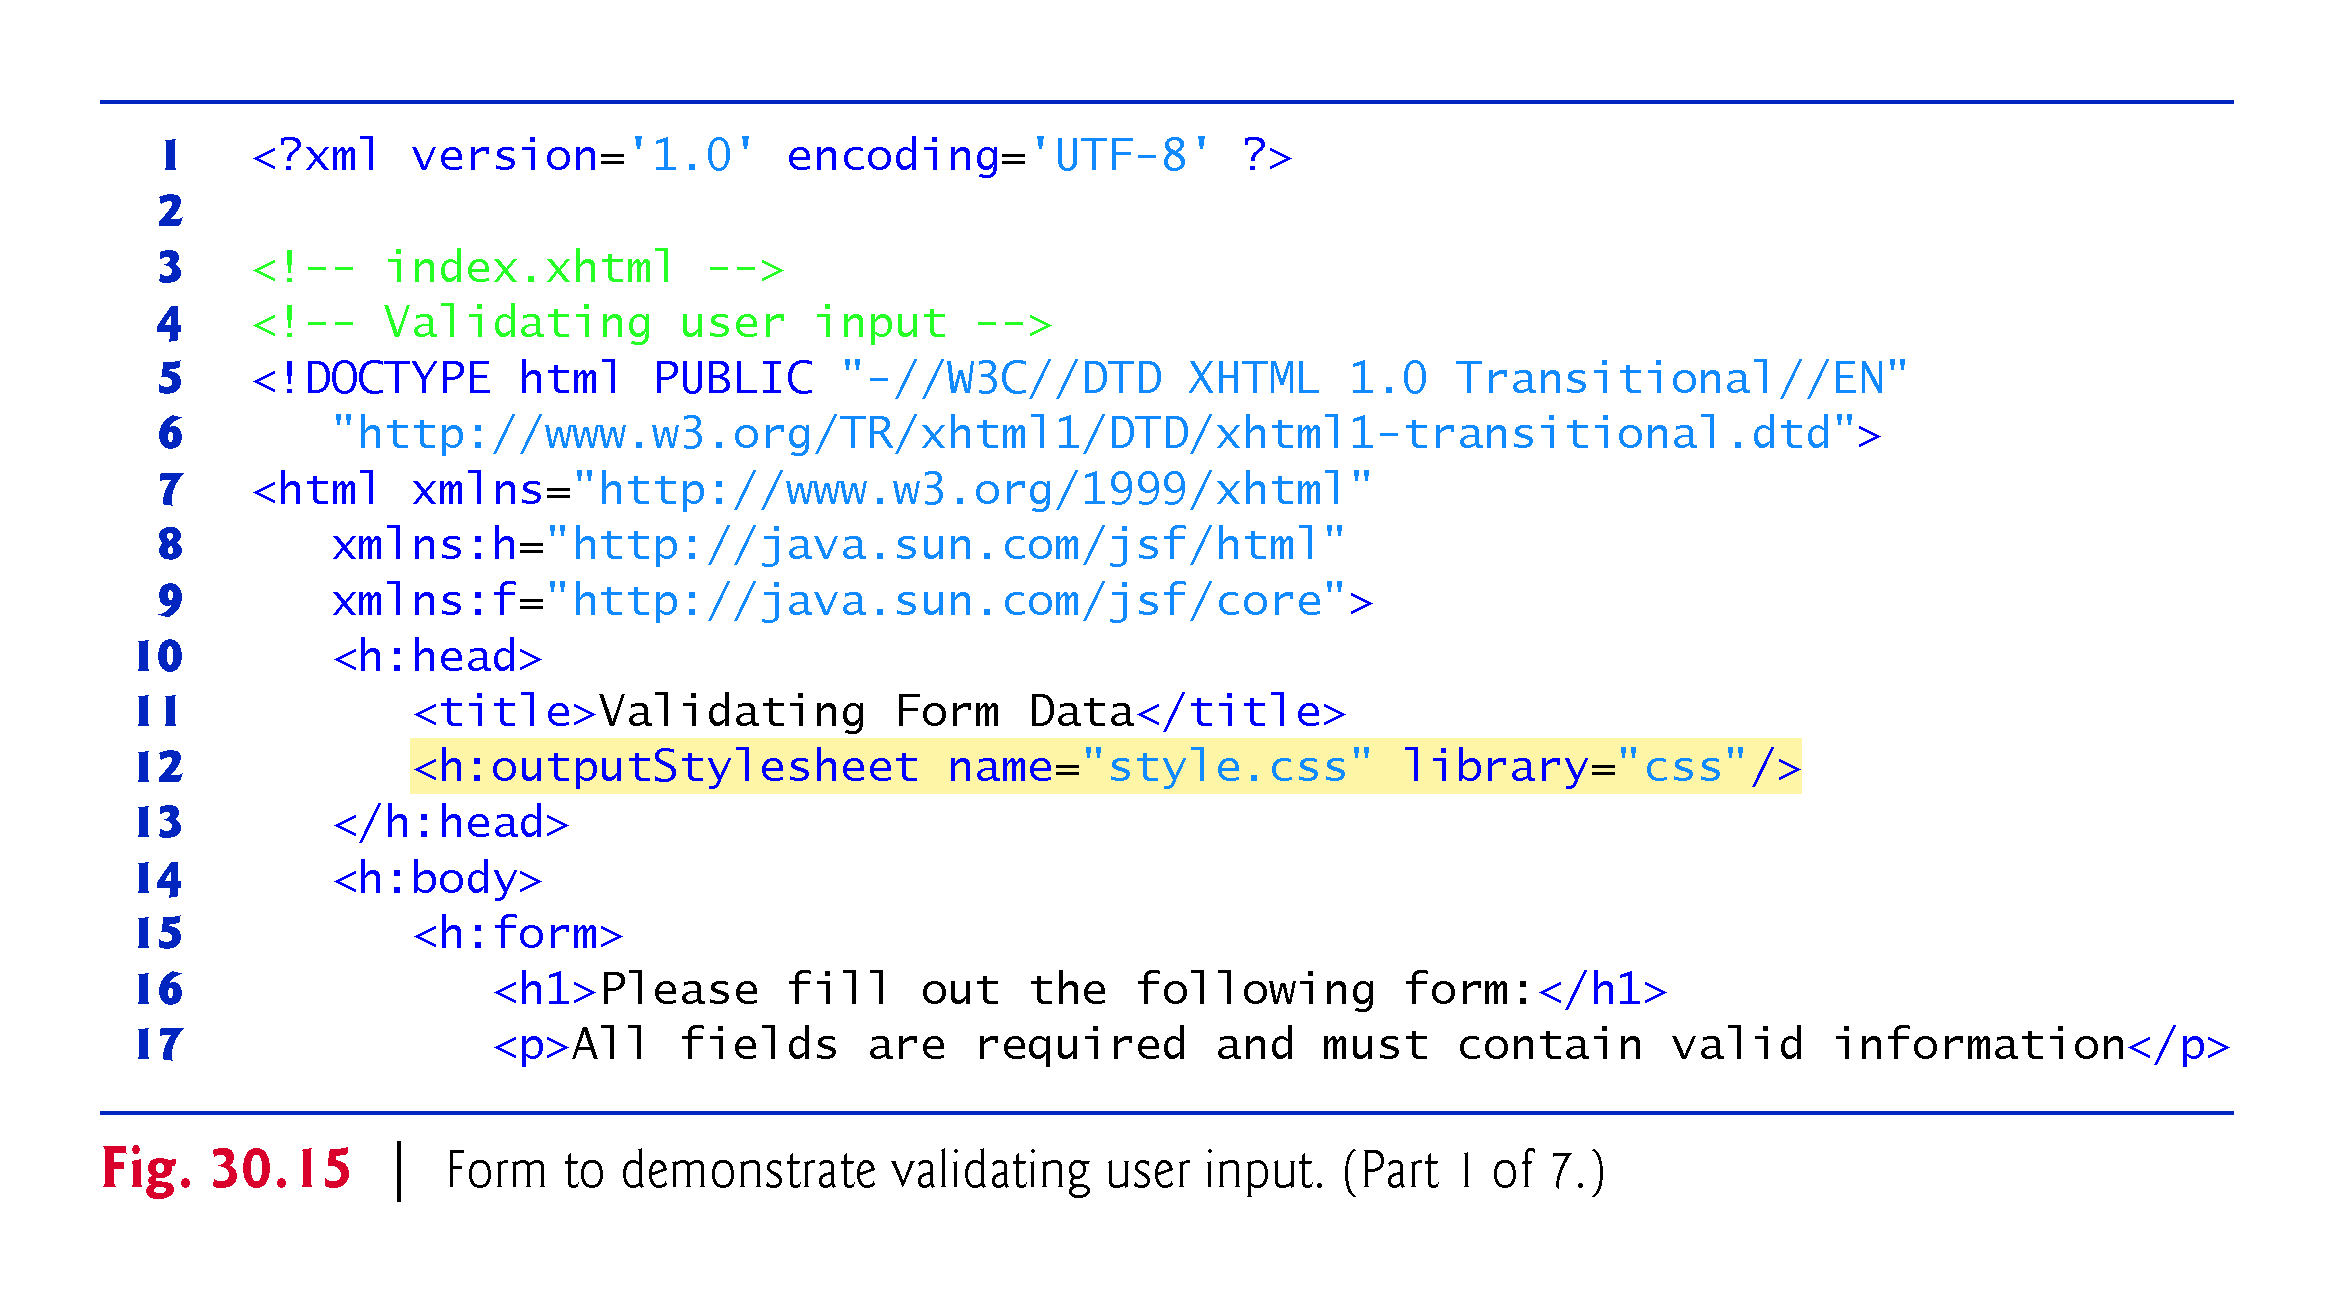 1 <?xml version='1.0' encoding='UTF-8' ?>
2
3 <!-- index.xhtml -->
4 <!-- Validating user input -->
5 <!DOCTYPE html PUBLIC "-//W3C//DTD XHTML 1.0 Transitional//EN"
6 "http://www.w3.org/TR/xhtml1/DTD/xhtml1-transitional.dtd">
7 <html xmlns="http://www.w3.org/1999/xhtml"
8 xmlns:h="http://java.sun.com/jsf/html"
9 xmlns:f="http://java.sun.com/jsf/core">
10 <h:head>
11 <title>Validating Form Data</title>
12 <h:outputStylesheet name="style.css" library="css"/>
13 </h:head>
14 <h:body>
15 <h:form>
16 <h1>Please fill out the following form:</h1>
17 <p>All fields are required and must contain valid information</p>
Fig. 30.15 | Form to demonstrate validating user input. (Part 1 of 7.)